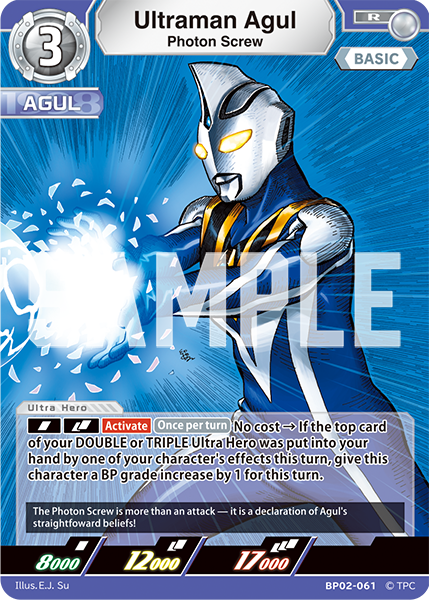 3
Ultraman Agul
Photon Screw
R
BASIC
AGUL
SAMPLE
Ultra Hero
Activate Once per turn No cost → If the top card
of your DOUBLE or TRIPLE Ultra Hero was put into your
hand by one of your character's effects this turn, give this
character a BP grade increase by 1 for this turn.
The Photon Screw is more than an attack — it is a declaration of Agul's
straightfoward beliefs!
8000 12000 17000
Illus. E.J. Su BP02-061 © TPC